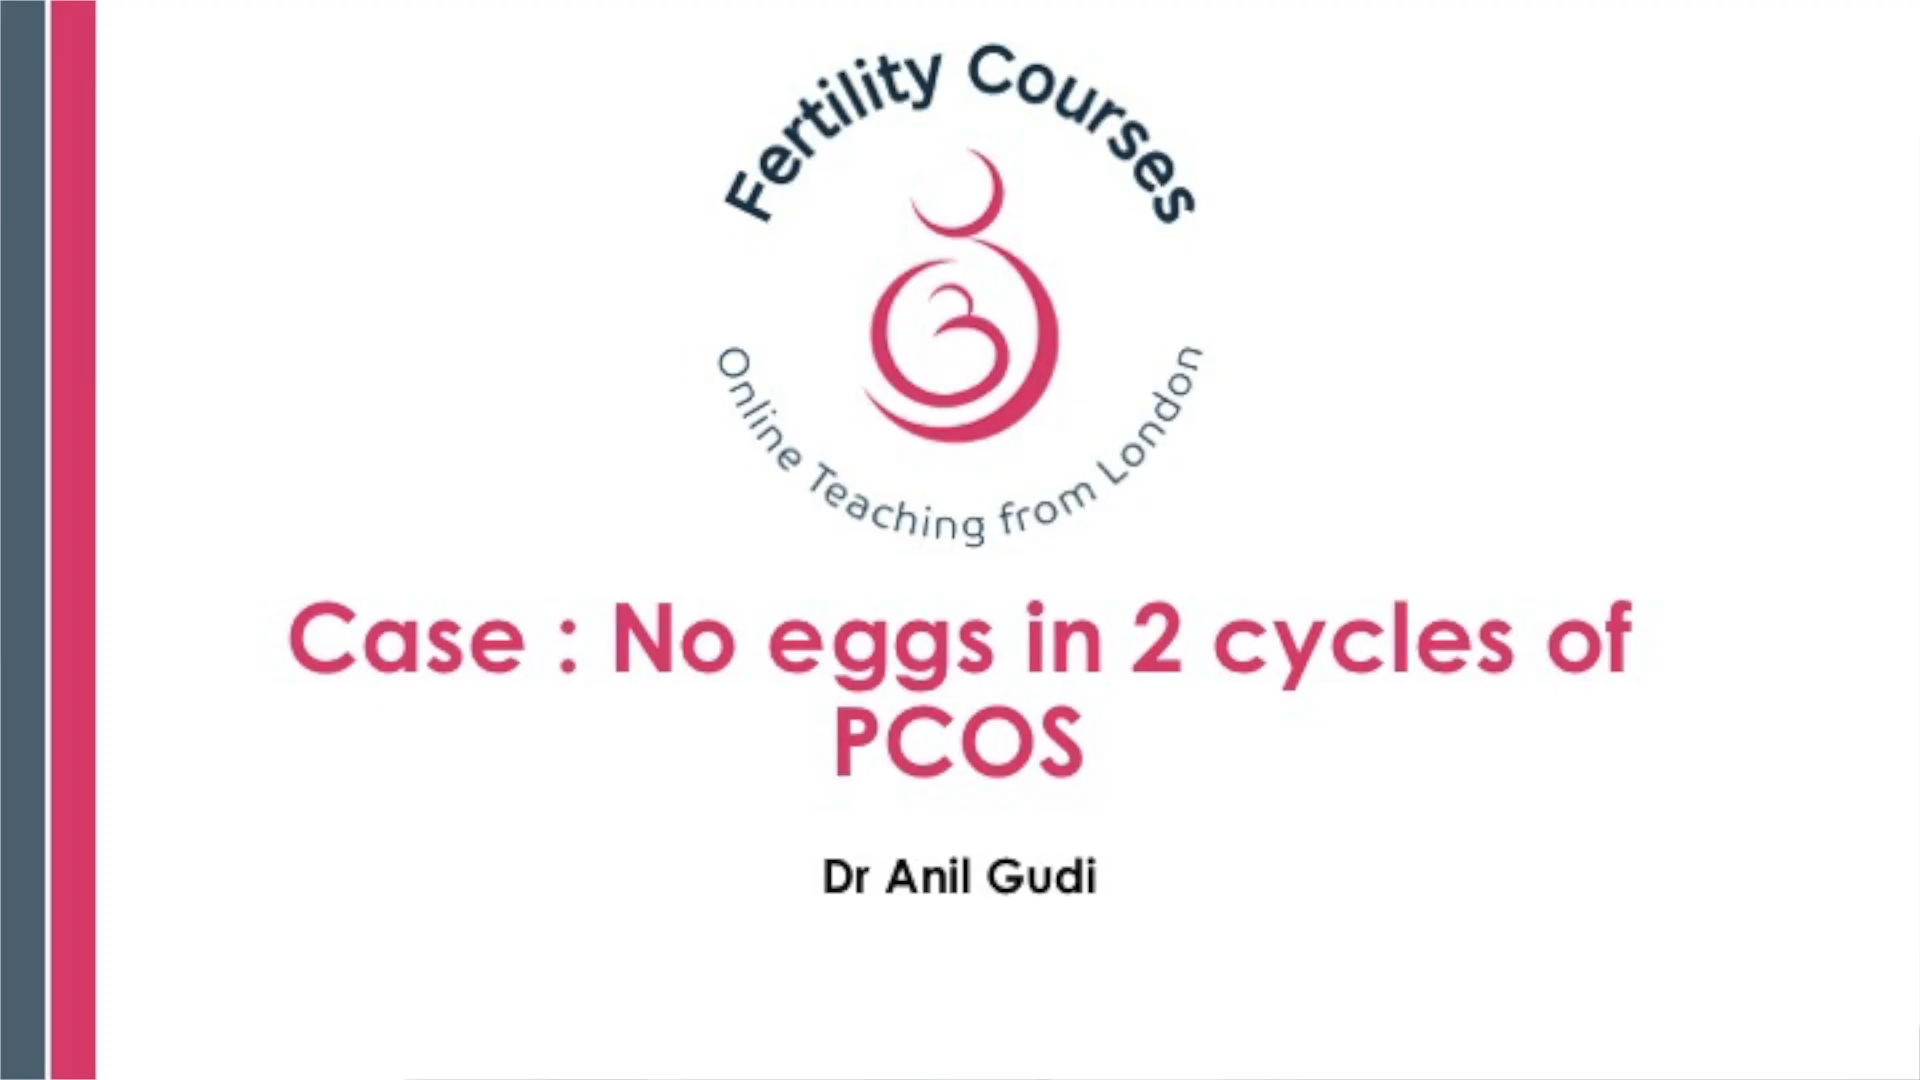 Fertility Courses
Online Teaching from London
Case : No eggs in 2 cycles of
PCOS
Dr Anil Gudi